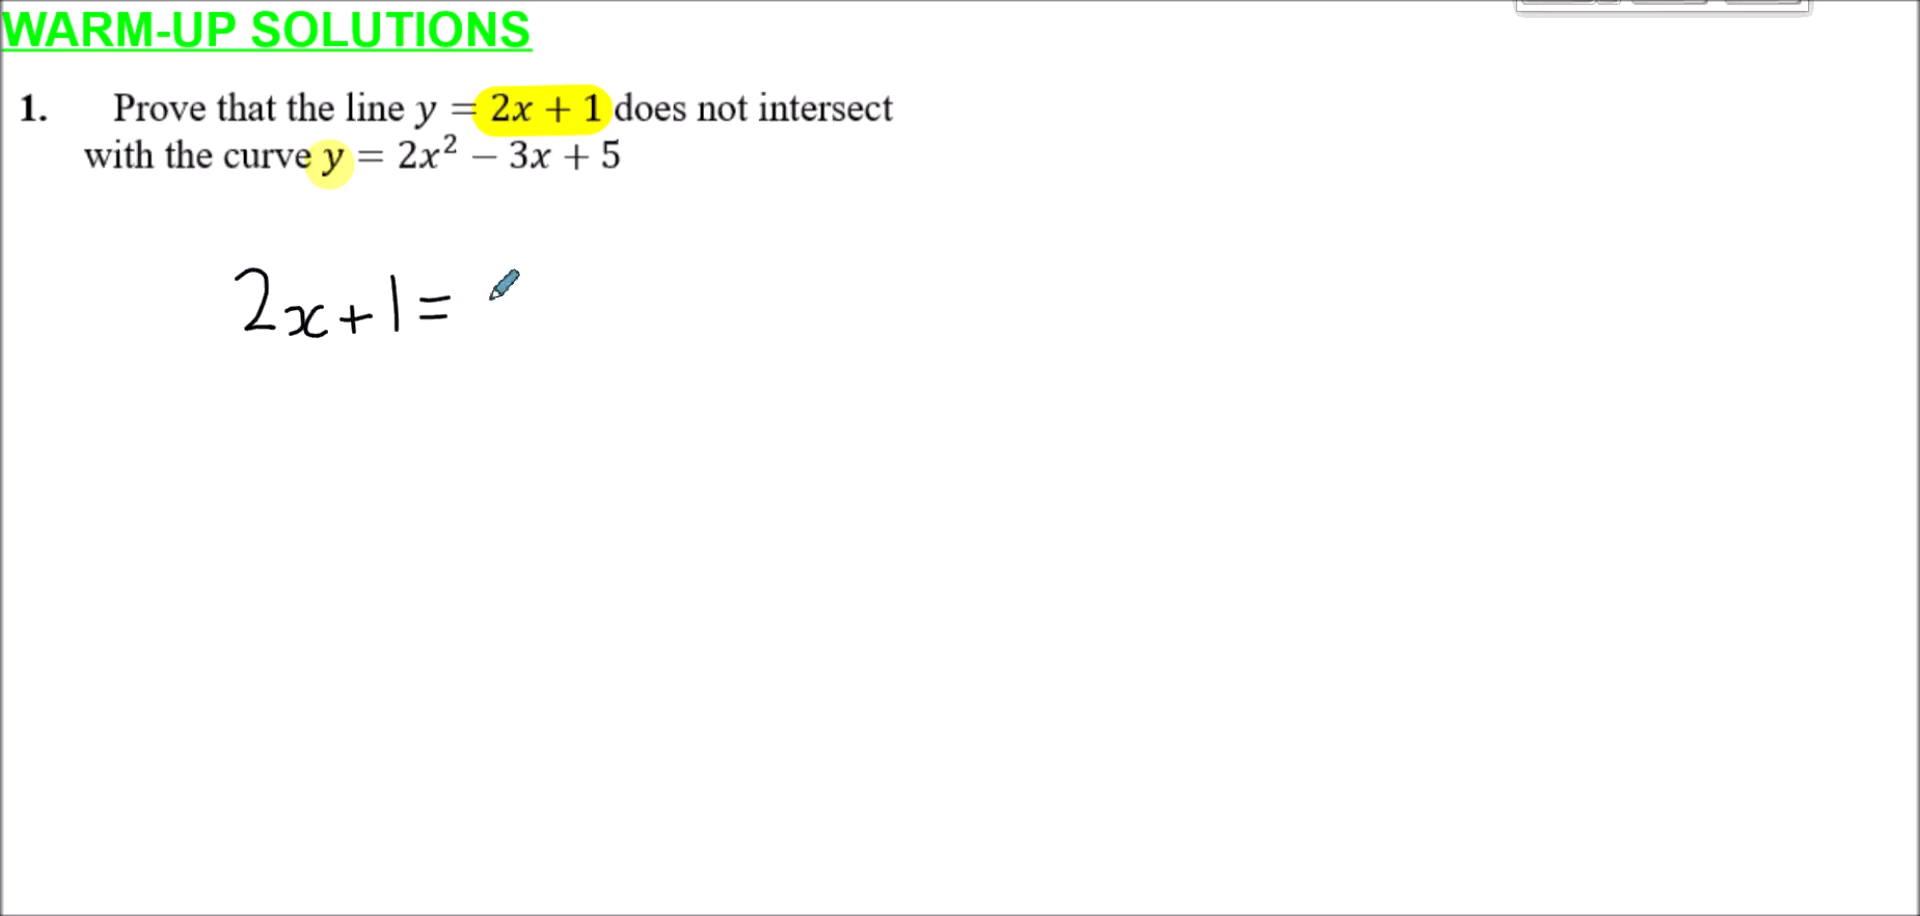 WARM-UP SOLUTIONS
1. Prove that the line y = 2x + 1 does not intersect
with the curve y = 2x² − 3x + 5
2x+1=